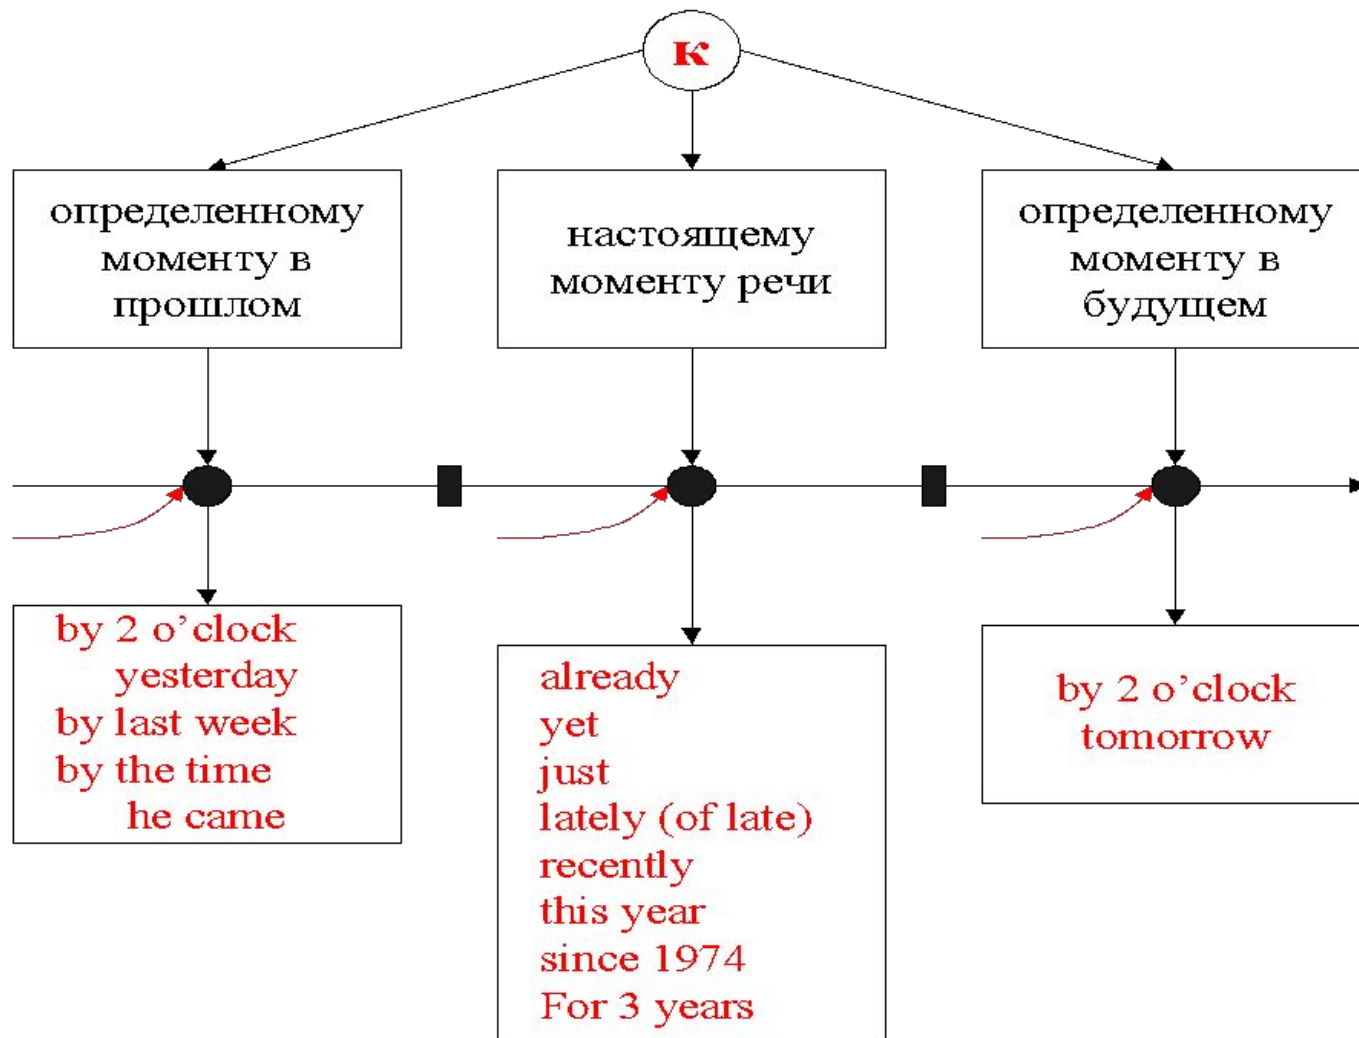 к
определенному
моменту в
прошлом
настоящему
моменту речи
определенному
моменту в
будущем
by 2 o’clock
yesterday
by last week
by the time
he came
already
yet
just
lately (of late)
recently
this year
since 1974
For 3 years
by 2 o’clock
tomorrow